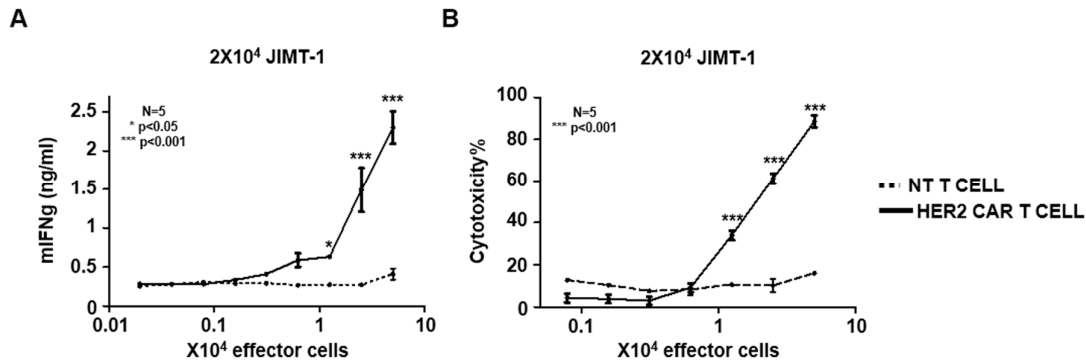 A
2X10⁴ JIMT-1
mIFNg (ng/ml)
N=5
* p<0.05
*** p<0.001
2.5
2
1.5
1
0.5
0
*
***
***
0.01
0.1
1
10
X10⁴ effector cells
B
2X10⁴ JIMT-1
Cytotoxicity%
N=5
*** p<0.001
100
80
60
40
20
0
***
***
***
0.1
1
10
X10⁴ effector cells
NT T CELL
HER2 CAR T CELL